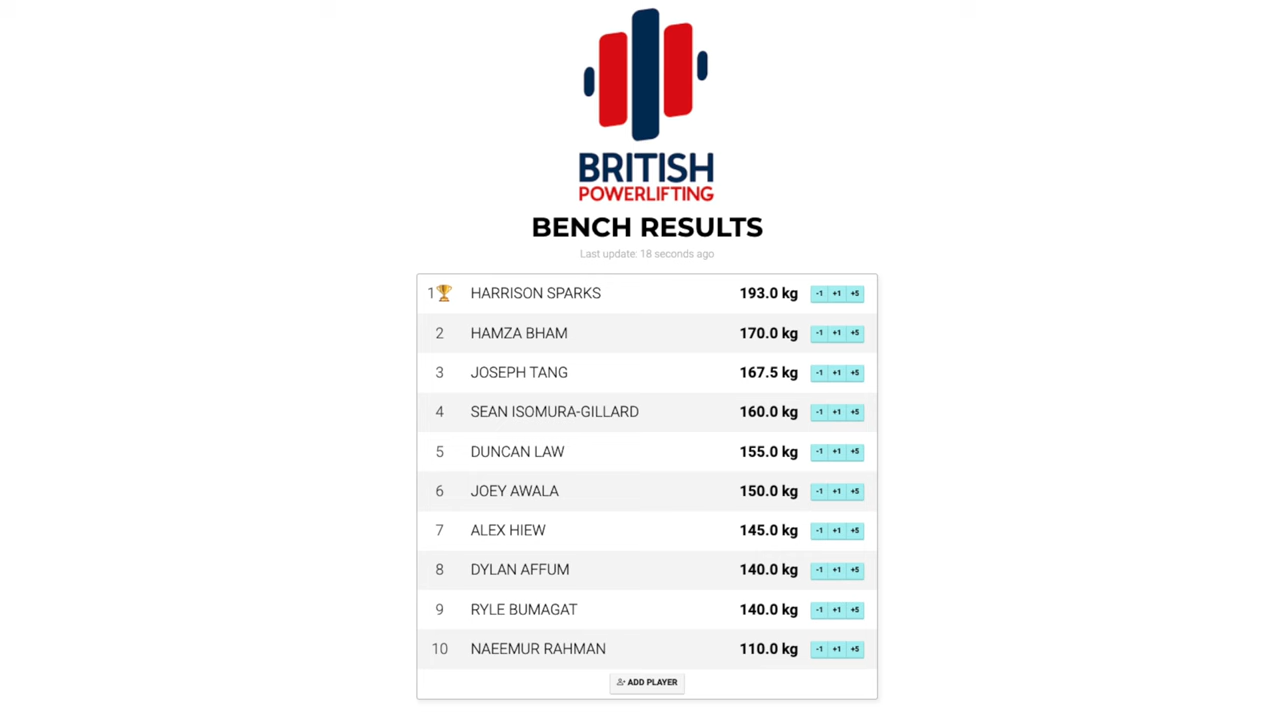 BRITISH
POWERLIFTING
BENCH RESULTS
Last update: 18 seconds ago
1 HARRISON SPARKS 193.0 kg -1 +1 +5
2 HAMZA BHAM 170.0 kg -1 +1 +5
3 JOSEPH TANG 167.5 kg -1 +1 +5
4 SEAN ISOMURA-GILLARD 160.0 kg -1 +1 +5
5 DUNCAN LAW 155.0 kg -1 +1 +5
6 JOEY AWALA 150.0 kg -1 +1 +5
7 ALEX HIEW 145.0 kg -1 +1 +5
8 DYLAN AFFUM 140.0 kg -1 +1 +5
9 RYLE BUMAGAT 140.0 kg -1 +1 +5
10 NAEEMUR RAHMAN 110.0 kg -1 +1 +5
ADD PLAYER